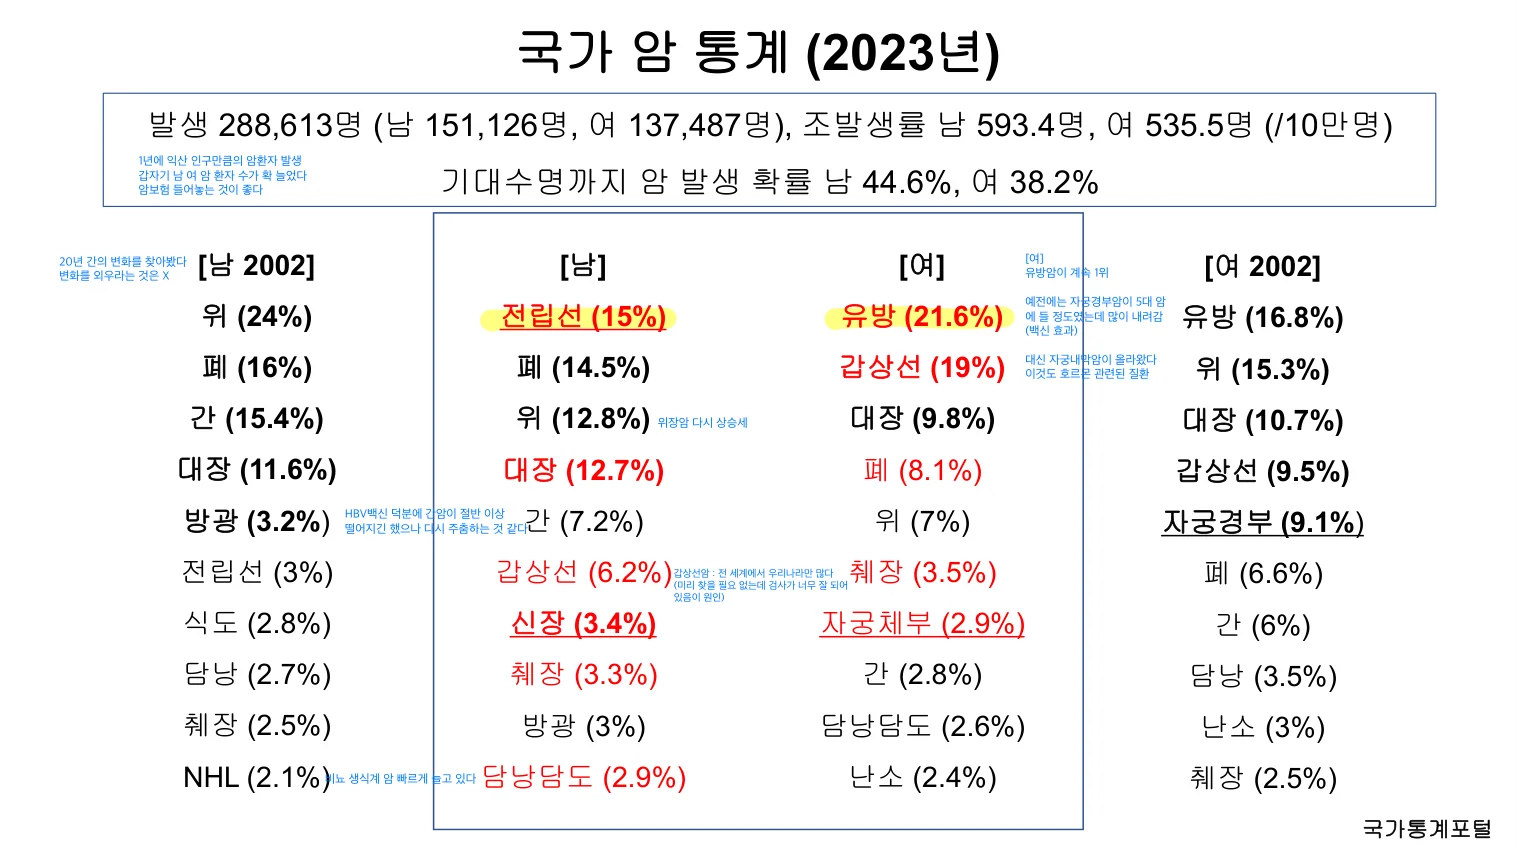 국가 암 통계 (2023년)
발생 288,613명 (남 151,126명, 여 137,487명), 조발생률 남 593.4명, 여 535.5명 (/10만명)
1년에 익산 인구만큼의 암환자 발생
갑자기 남 여 암 환자 수가 확 늘었다
암보험 들어놓는 것이 좋다
기대수명까지 암 발생 확률 남 44.6%, 여 38.2%
20년 간의 변화를 찾아봤다
변화를 외우라는 것은 X
[남 2002]
위 (24%)
폐 (16%)
간 (15.4%)
대장 (11.6%)
방광 (3.2%)
전립선 (3%)
식도 (2.8%)
담낭 (2.7%)
췌장 (2.5%)
NHL (2.1%)
HBV백신 덕분에 간암이 절반 이상
떨어지긴 했으나 다시 주춤하는 것 같다
비뇨 생식계 암 빠르게 늘고 있다
[남]
전립선 (15%)
폐 (14.5%)
위 (12.8%)
위장암 다시 상승세
대장 (12.7%)
간 (7.2%)
갑상선 (6.2%)
갑상선암 : 전 세계에서 우리나라만 많다
(미리 찾을 필요 없는데 검사가 너무 잘 되어
있음이 원인)
신장 (3.4%)
췌장 (3.3%)
방광 (3%)
담낭담도 (2.9%)
[여]
유방 (21.6%)
갑상선 (19%)
대장 (9.8%)
폐 (8.1%)
위 (7%)
췌장 (3.5%)
자궁체부 (2.9%)
간 (2.8%)
담낭담도 (2.6%)
난소 (2.4%)
[여]
유방암이 계속 1위
예전에는 자궁경부암이 5대 암
에 들 정도였는데 많이 내려감
(백신 효과)
대신 자궁내막암이 올라왔다
이것도 호르몬 관련된 질환
[여 2002]
유방 (16.8%)
위 (15.3%)
대장 (10.7%)
갑상선 (9.5%)
자궁경부 (9.1%)
폐 (6.6%)
간 (6%)
담낭 (3.5%)
난소 (3%)
췌장 (2.5%)
국가통계포털